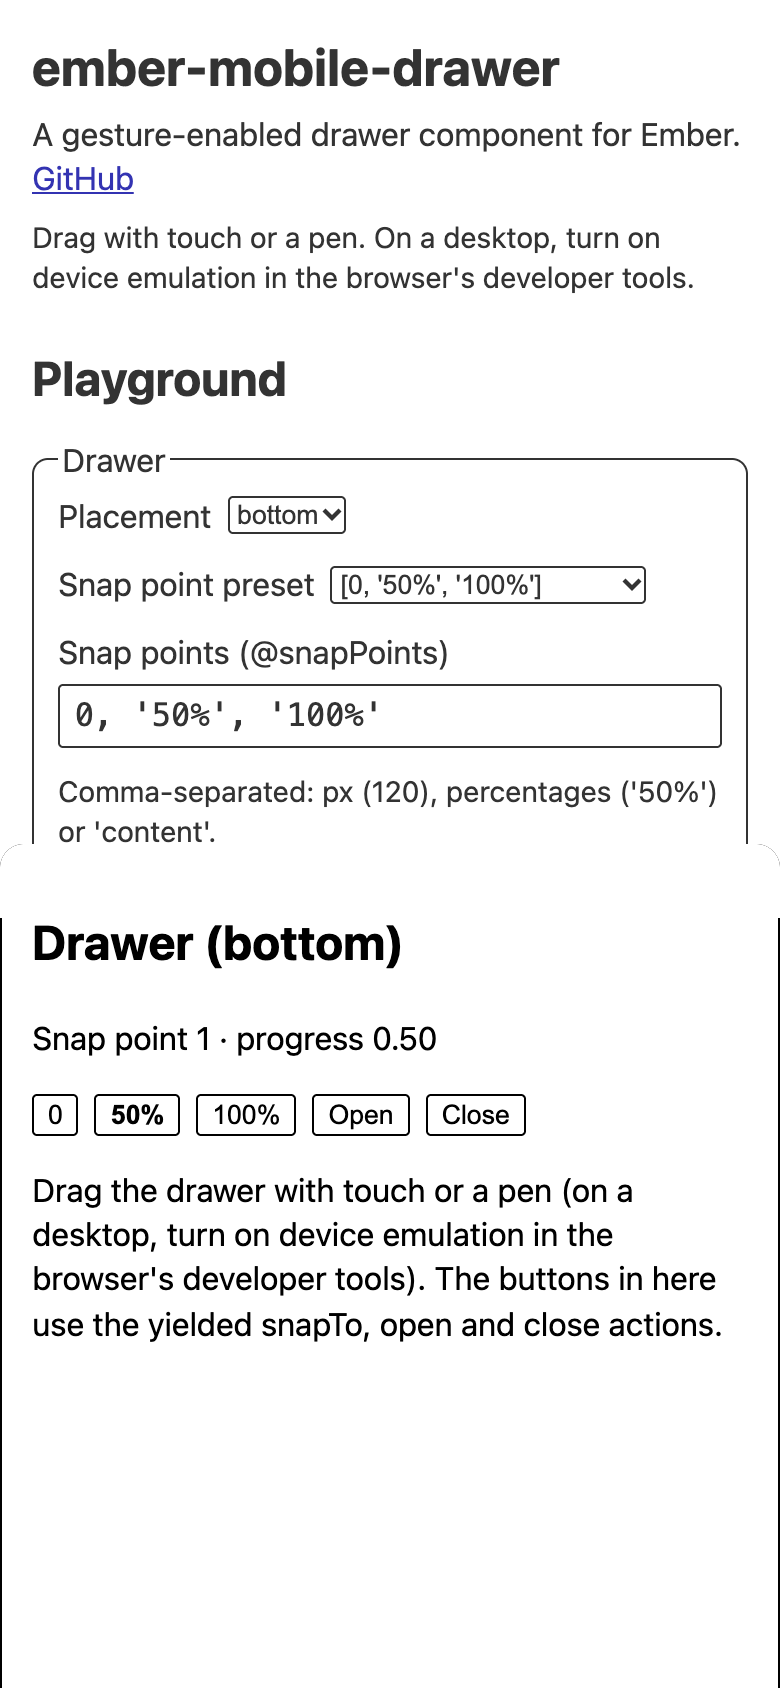 ember-mobile-drawer
A gesture-enabled drawer component for Ember.
GitHub
Drag with touch or a pen. On a desktop, turn on
device emulation in the browser's developer tools.
Playground
Drawer
Placement bottom
Snap point preset [0, '50%', '100%']
Snap points (@snapPoints)
0, '50%', '100%'
Comma-separated: px (120), percentages ('50%')
or 'content'.
Drawer (bottom)
Snap point 1 · progress 0.50
0 50% 100% Open Close
Drag the drawer with touch or a pen (on a
desktop, turn on device emulation in the
browser's developer tools). The buttons in here
use the yielded snapTo, open and close actions.